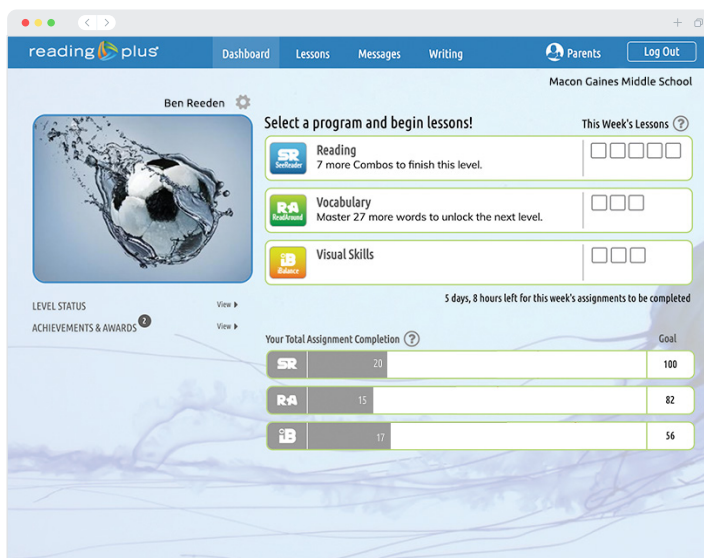 reading plus
Dashboard
Lessons
Messages
Writing
Parents
Log Out
Macon Gaines Middle School
Ben Reeden
Select a program and begin lessons!
This Week's Lessons ?
SR
SeeReader
Reading
7 more Combos to finish this level.
RA
ReadAround
Vocabulary
Master 27 more words to unlock the next level.
iB
iBalance
Visual Skills
5 days, 8 hours left for this week's assignments to be completed
LEVEL STATUS
View
ACHIEVEMENTS & AWARDS 2
View
Your Total Assignment Completion ?
Goal
SR 20 100
RA 15 82
iB 17 56